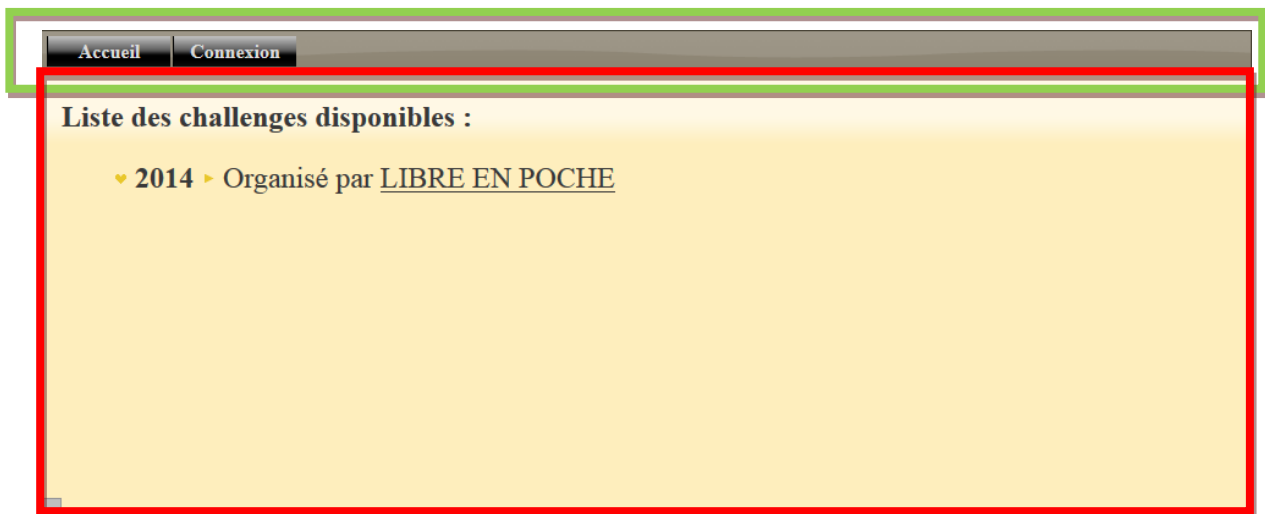 Accueil Connexion
Liste des challenges disponibles :
2014 Organisé par LIBRE EN POCHE